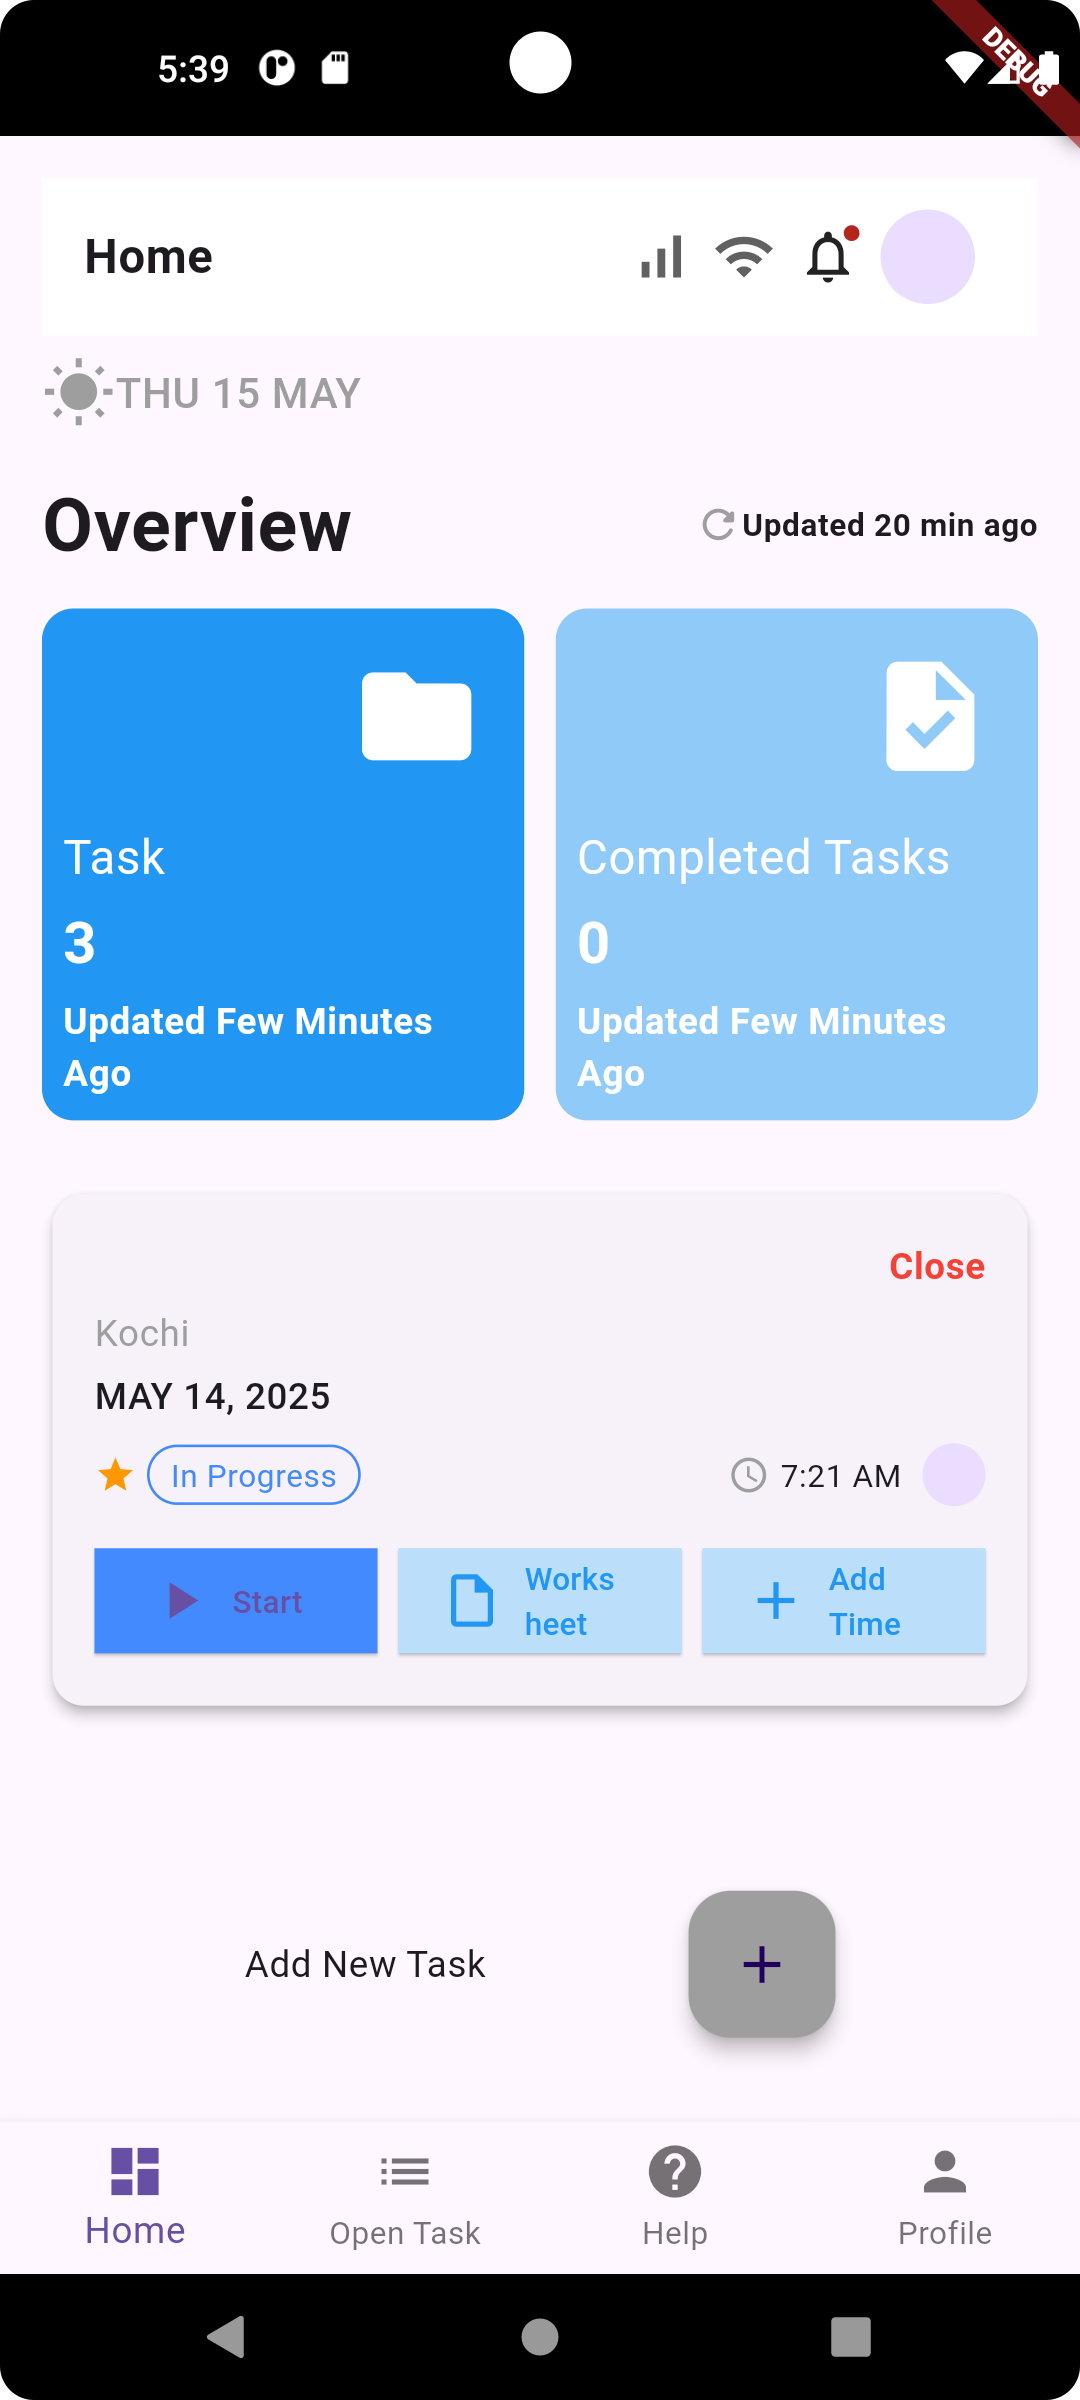 5:39
DEBUG
Home
THU 15 MAY
Overview
Updated 20 min ago
Task
3
Updated Few Minutes
Ago
Completed Tasks
0
Updated Few Minutes
Ago
Close
Kochi
MAY 14, 2025
In Progress
7:21 AM
Start
Works
heet
Add
Time
Add New Task
Home
Open Task
Help
Profile